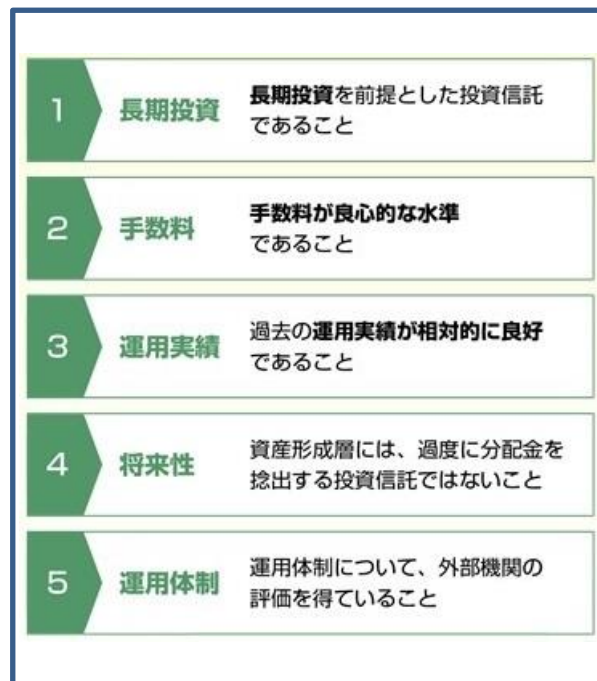 1
長期投資
長期投資を前提とした投資信託
であること
2
手数料
手数料が良心的な水準
であること
3
運用実績
過去の運用実績が相対的に良好
であること
4
将来性
資産形成層には、過度に分配金を
捻出する投資信託ではないこと
5
運用体制
運用体制について、外部機関の
評価を得ていること